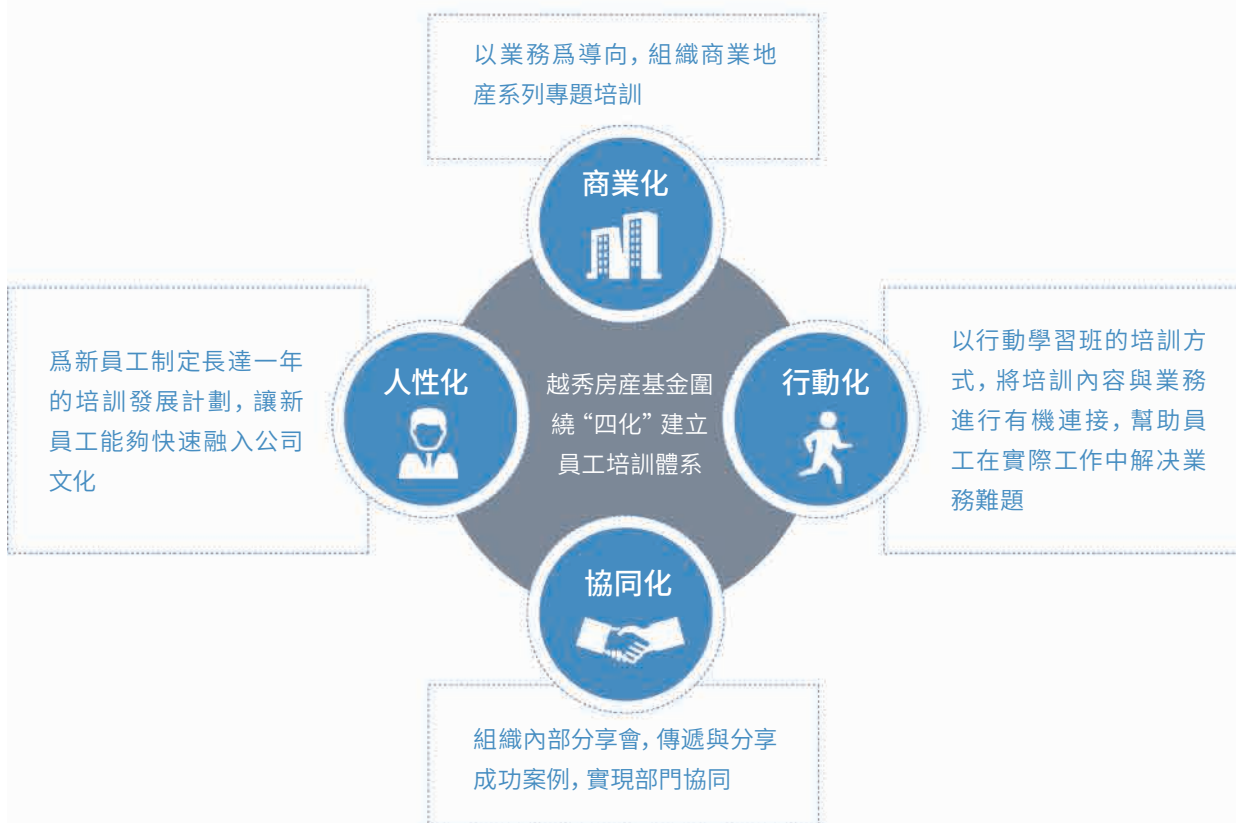 以業務爲導向，組織商業地
産系列專題培訓
商業化
人性化
爲新員工制定長達一年
的培訓發展計劃，讓新
員工能夠快速融入公司
文化
越秀房産基金圍
繞“四化”建立
員工培訓體系
行動化
以行動學習班的培訓方
式，將培訓內容與業務
進行有機連接，幫助員
工在實際工作中解决業
務難題
協同化
組織內部分享會，傳遞與分享
成功案例，實現部門協同